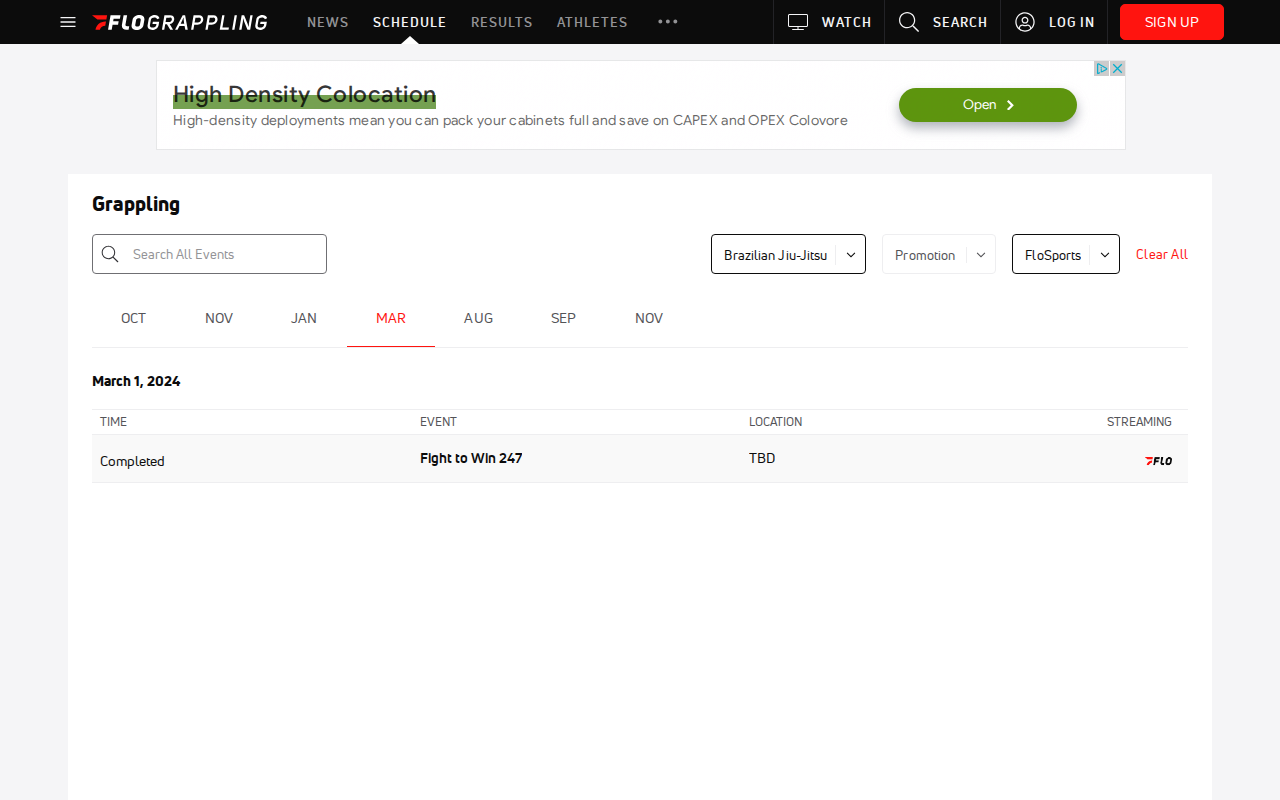 FLOGRAPPLING NEWS SCHEDULE RESULTS ATHLETES ••• WATCH SEARCH LOG IN SIGN UP
High Density Colocation
High-density deployments mean you can pack your cabinets full and save on CAPEX and OPEX Colovore
Open
Grappling
Search All Events Brazilian Jiu-Jitsu Promotion FloSports Clear All
OCT NOV JAN MAR AUG SEP NOV
March 1, 2024
TIME EVENT LOCATION STREAMING
Completed Fight to Win 247 TBD FLO